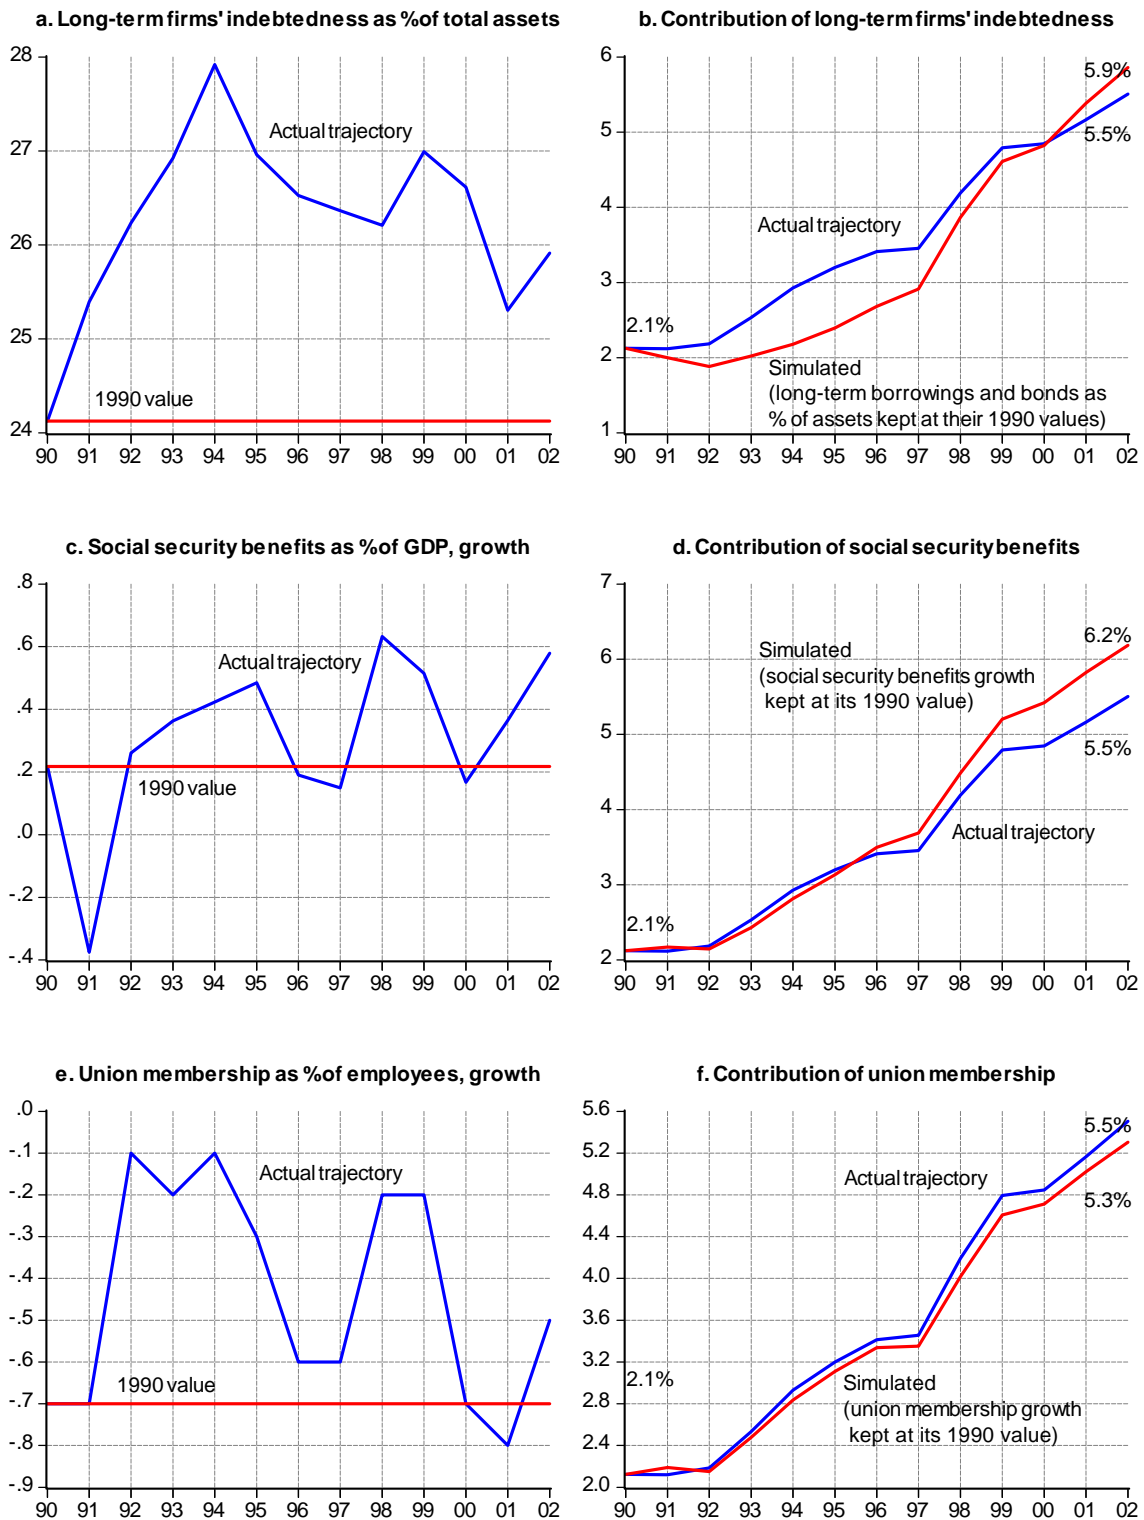 a. Long-term firms' indebtedness as % of total assets
28
27
26
25
24
Actual trajectory
1990 value
90 91 92 93 94 95 96 97 98 99 00 01 02
b. Contribution of long-term firms' indebtedness
6
5
4
3
2
1
5.9%
5.5%
Actual trajectory
2.1%
Simulated
(long-term borrowings and bonds as
% of assets kept at their 1990 values)
90 91 92 93 94 95 96 97 98 99 00 01 02
c. Social security benefits as % of GDP, growth
.8
.6
.4
.2
.0
-.2
-.4
Actual trajectory
1990 value
90 91 92 93 94 95 96 97 98 99 00 01 02
d. Contribution of social security benefits
7
6
5
4
3
2
6.2%
Simulated
(social security benefits growth
kept at its 1990 value)
5.5%
Actual trajectory
2.1%
90 91 92 93 94 95 96 97 98 99 00 01 02
e. Union membership as % of employees, growth
.0
-.1
-.2
-.3
-.4
-.5
-.6
-.7
-.8
-.9
Actual trajectory
1990 value
90 91 92 93 94 95 96 97 98 99 00 01 02
f. Contribution of union membership
5.6
5.2
4.8
4.4
4.0
3.6
3.2
2.8
2.4
2.0
5.5%
Actual trajectory
5.3%
2.1%
Simulated
(union membership growth
kept at its 1990 value)
90 91 92 93 94 95 96 97 98 99 00 01 02